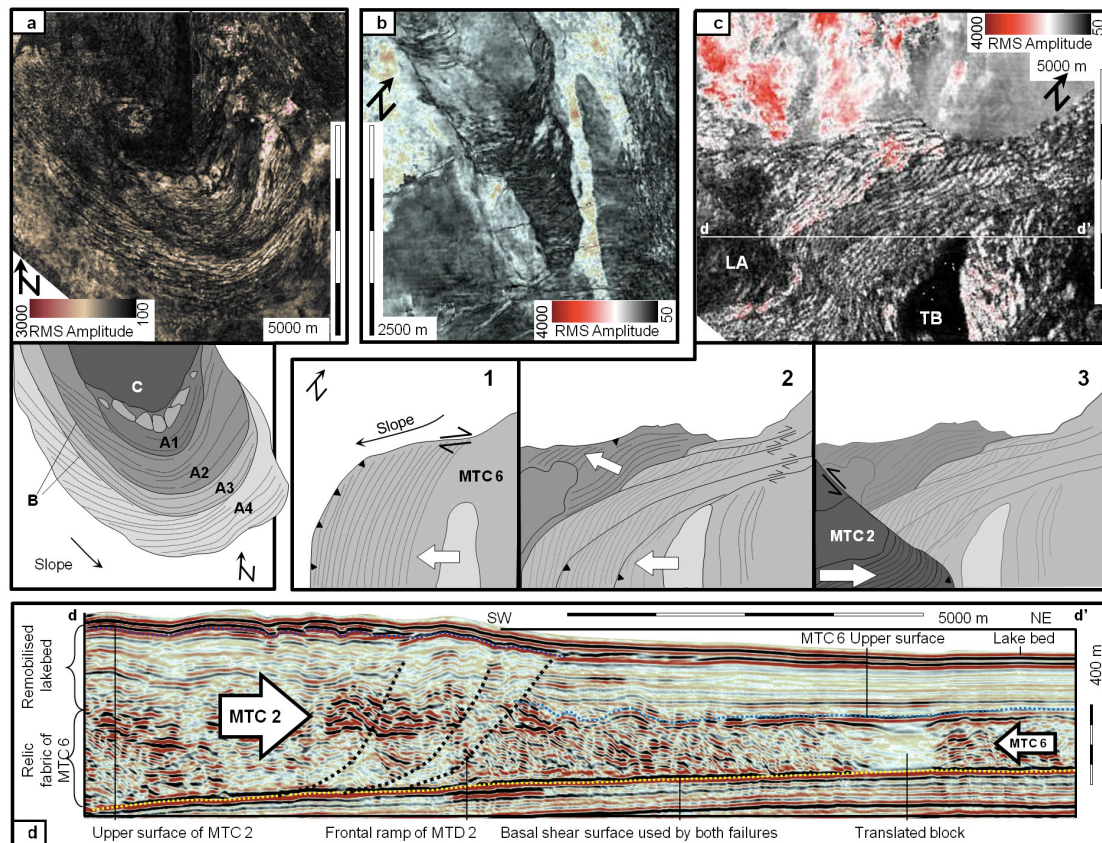 a
N
3000
100
RMS Amplitude
5000 m
b
N
4000
50
RMS Amplitude
2500 m
c
4000
50
RMS Amplitude
5000 m
N
d
d'
LA
TB
C
A1
A2
A3
A4
B
Slope
N
1
N
Slope
MTC 6
2
3
MTC 2
d
SW
5000 m
NE
d'
MTC 6 Upper surface
Lake bed
Remobilised
lakebed
Relic
fabric of
MTC 6
MTC 2
MTC 6
400 m
d
Upper surface of MTC 2
Frontal ramp of MTD 2
Basal shear surface used by both failures
Translated block